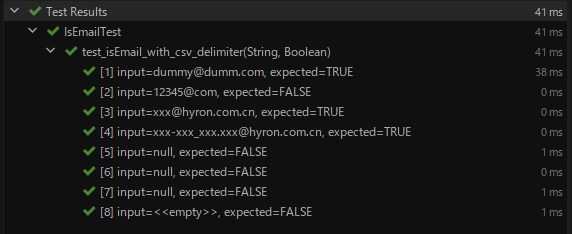 Test Results 41 ms
IsEmailTest 41 ms
test_isEmail_with_csv_delimiter(String, Boolean) 41 ms
[1] input=dummy@dumm.com, expected=TRUE 38 ms
[2] input=12345@com, expected=FALSE 0 ms
[3] input=xxx@hyron.com.cn, expected=TRUE 0 ms
[4] input=xxx-xxx_xxx.xxx@hyron.com.cn, expected=TRUE 0 ms
[5] input=null, expected=FALSE 1 ms
[6] input=null, expected=FALSE 0 ms
[7] input=null, expected=FALSE 1 ms
[8] input=<<empty>>, expected=FALSE 1 ms